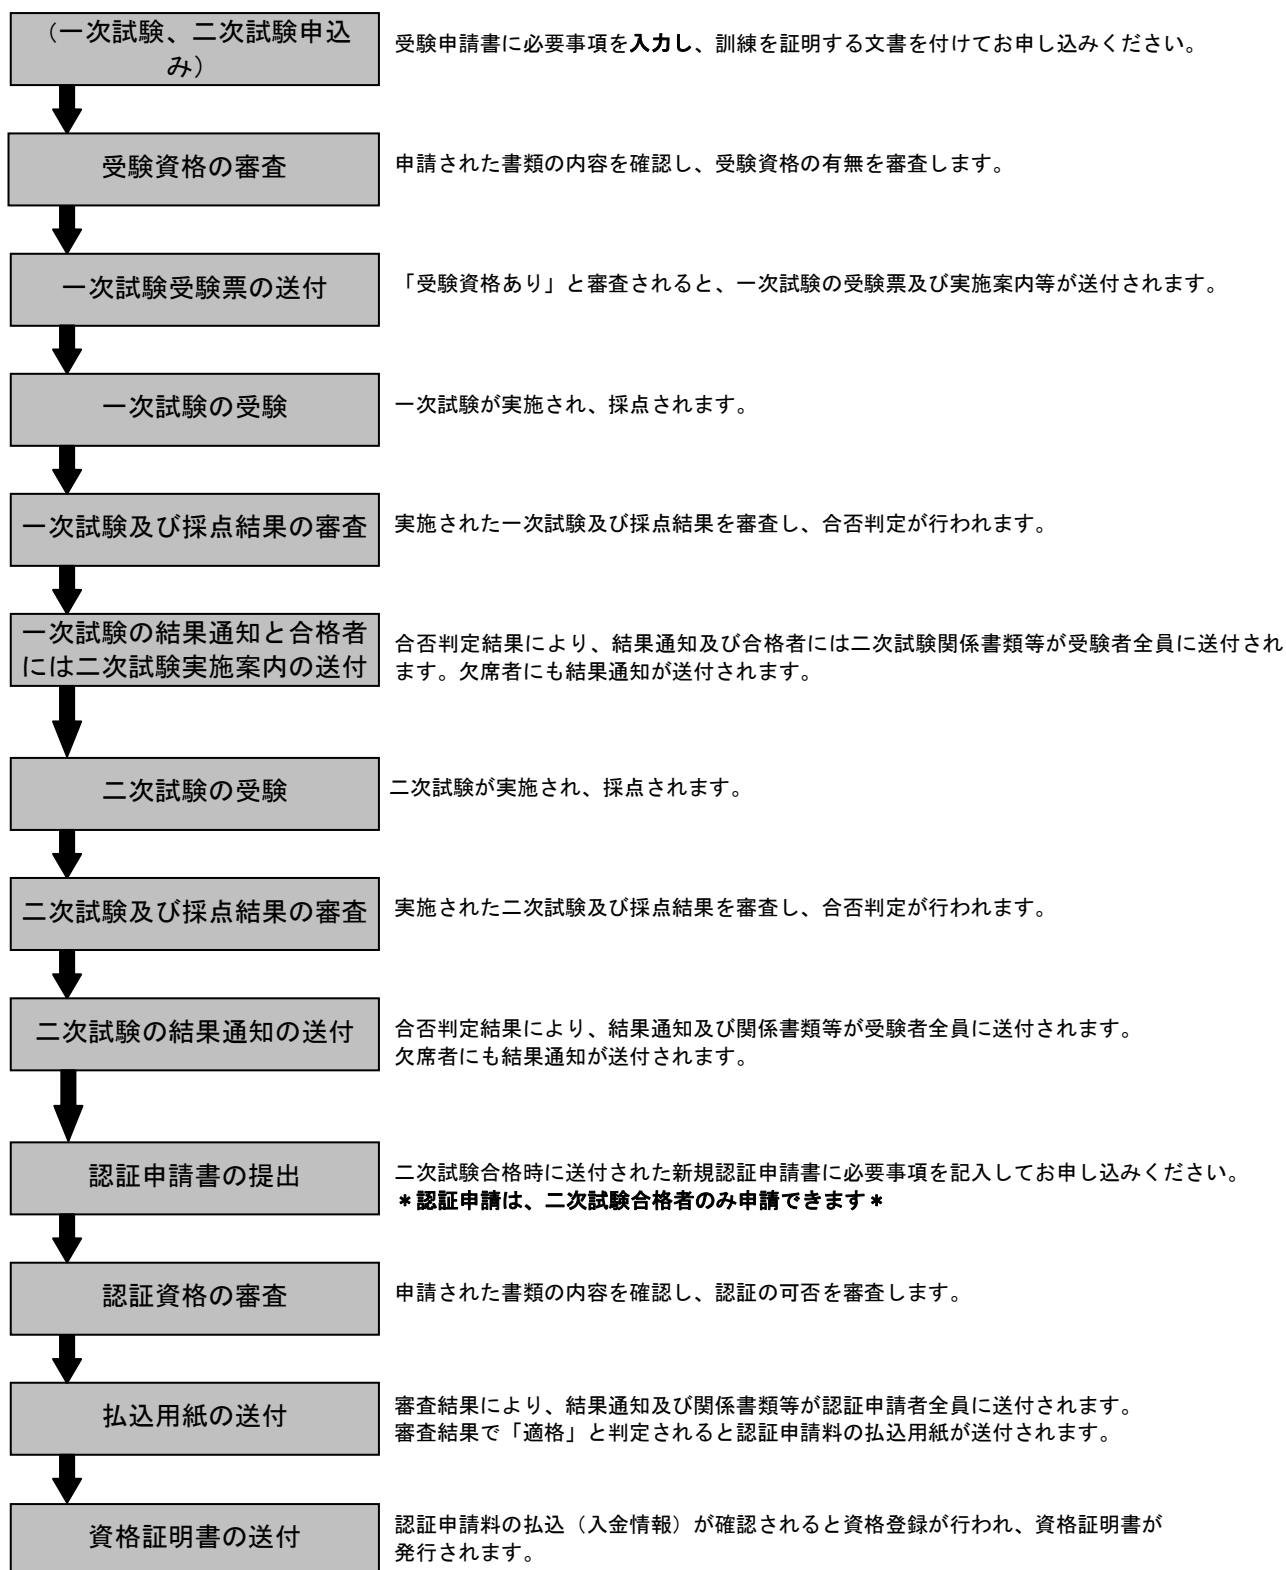 （一次試験、二次試験申込
み）
受験申請書に必要事項を入力し、訓練を証明する文書を付けてお申し込みください。
受験資格の審査
申請された書類の内容を確認し、受験資格の有無を審査します。
一次試験受験票の送付
「受験資格あり」と審査されると、一次試験の受験票及び実施案内等が送付されます。
一次試験の受験
一次試験が実施され、採点されます。
一次試験及び採点結果の審査
実施された一次試験及び採点結果を審査し、合否判定が行われます。
一次試験の結果通知と合格者
には二次試験実施案内の送付
合否判定結果により、結果通知及び合格者には二次試験関係書類等が受験者全員に送付され
ます。欠席者にも結果通知が送付されます。
二次試験の受験
二次試験が実施され、採点されます。
二次試験及び採点結果の審査
実施された二次試験及び採点結果を審査し、合否判定が行われます。
二次試験の結果通知の送付
合否判定結果により、結果通知及び関係書類等が受験者全員に送付されます。
欠席者にも結果通知が送付されます。
認証申請書の提出
二次試験合格時に送付された新規認証申請書に必要事項を記入してお申し込みください。
＊認証申請は、二次試験合格者のみ申請できます＊
認証資格の審査
申請された書類の内容を確認し、認証の可否を審査します。
払込用紙の送付
審査結果により、結果通知及び関係書類等が認証申請者全員に送付されます。
審査結果で「適格」と判定されると認証申請料の払込用紙が送付されます。
資格証明書の送付
認証申請料の払込（入金情報）が確認されると資格登録が行われ、資格証明書が
発行されます。